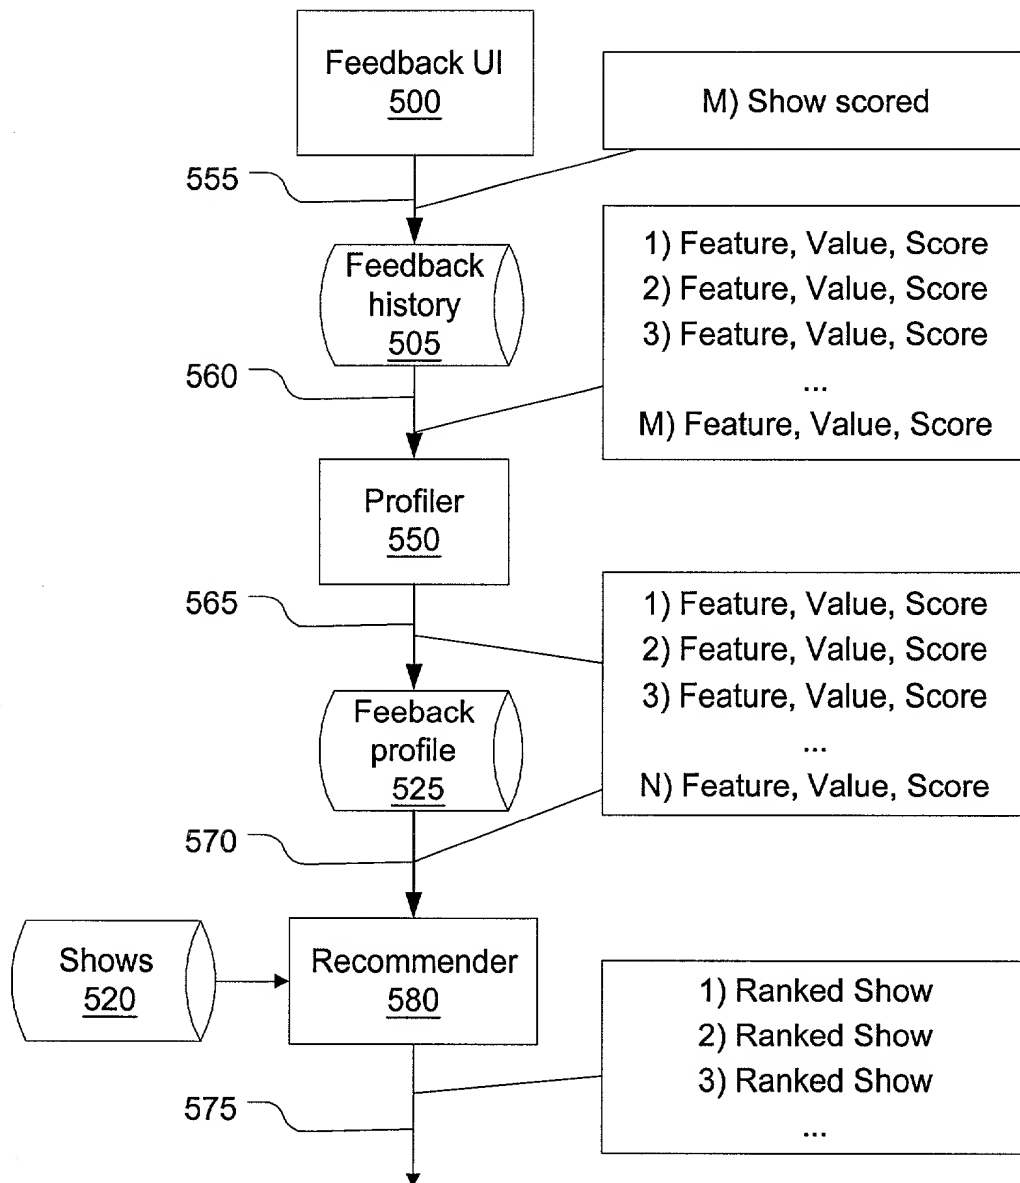 Feedback UI
500
M) Show scored
555
1) Feature, Value, Score
2) Feature, Value, Score
3) Feature, Value, Score
...
M) Feature, Value, Score
Feedback
history
505
560
Profiler
550
565
1) Feature, Value, Score
2) Feature, Value, Score
3) Feature, Value, Score
...
N) Feature, Value, Score
Feeback
profile
525
570
Shows
520
Recommender
580
1) Ranked Show
2) Ranked Show
3) Ranked Show
...
575